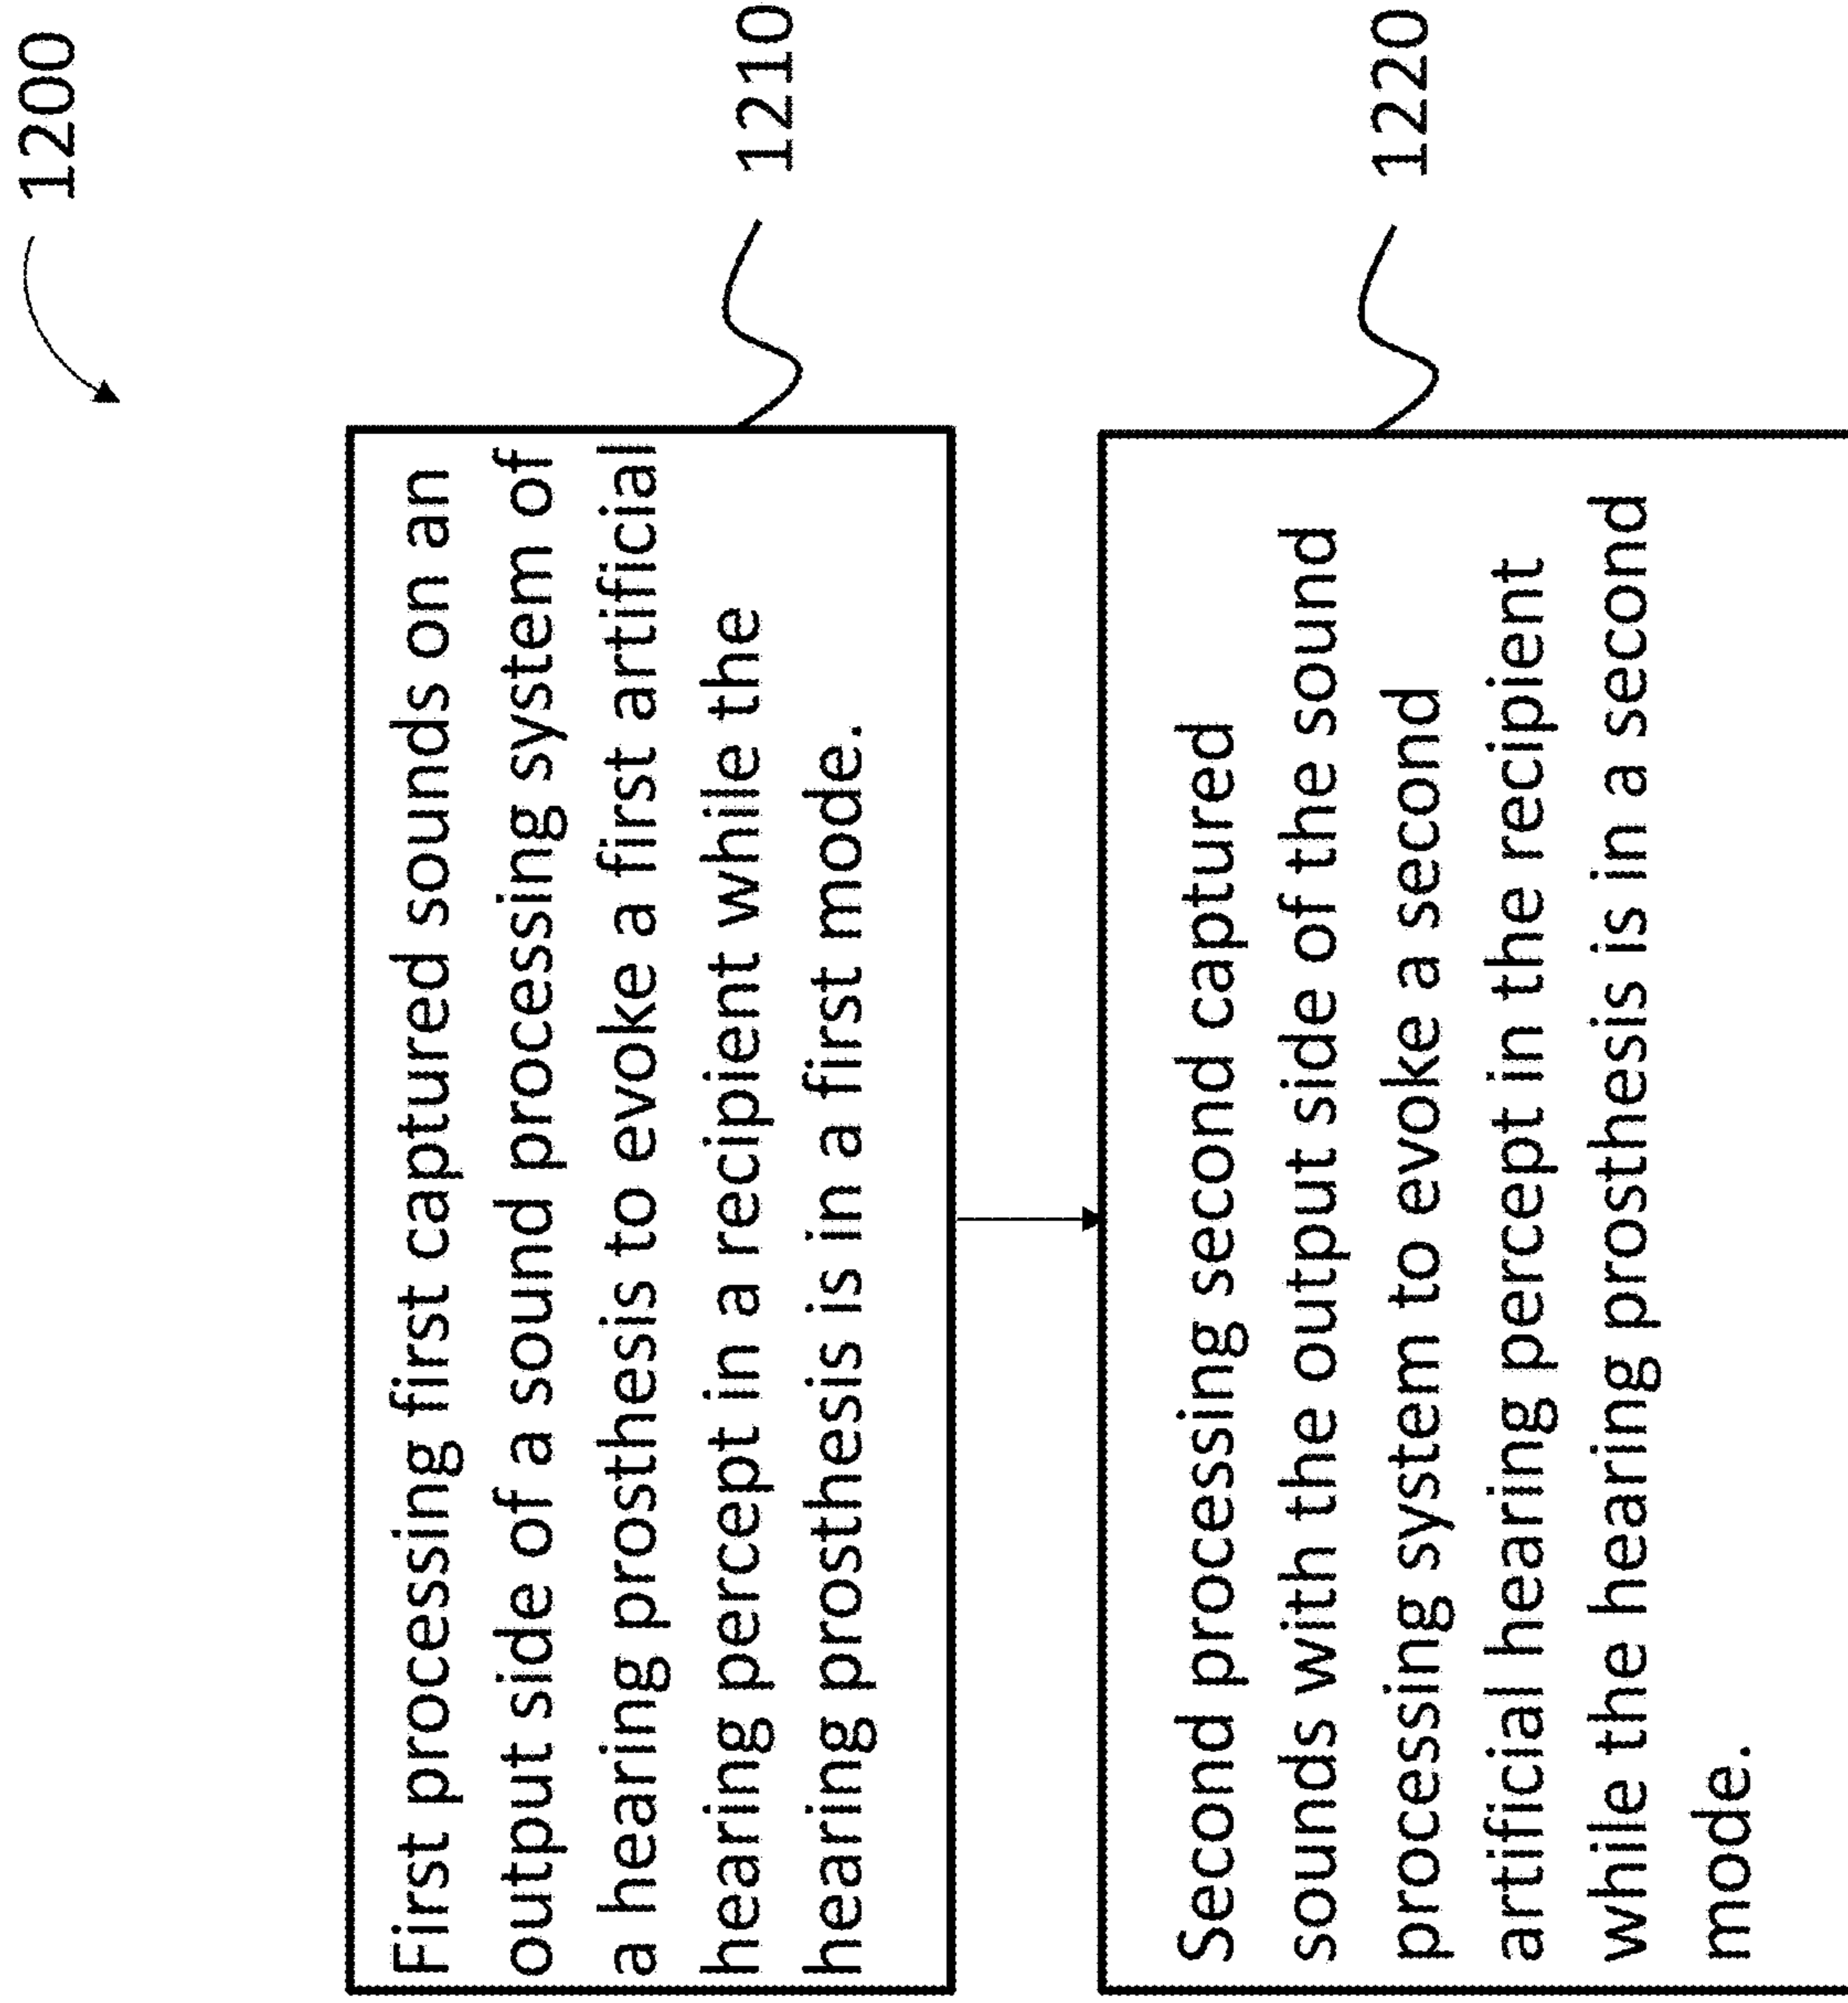 1200
First processing first captured sounds on an
output side of a sound processing system of
a hearing prosthesis to evoke a first artificial
hearing percept in a recipient while the
hearing prosthesis is in a first mode.
1210
Second processing second captured
sounds with the output side of the sound
processing system to evoke a second
artificial hearing percept in the recipient
while the hearing prosthesis is in a second
mode.
1220